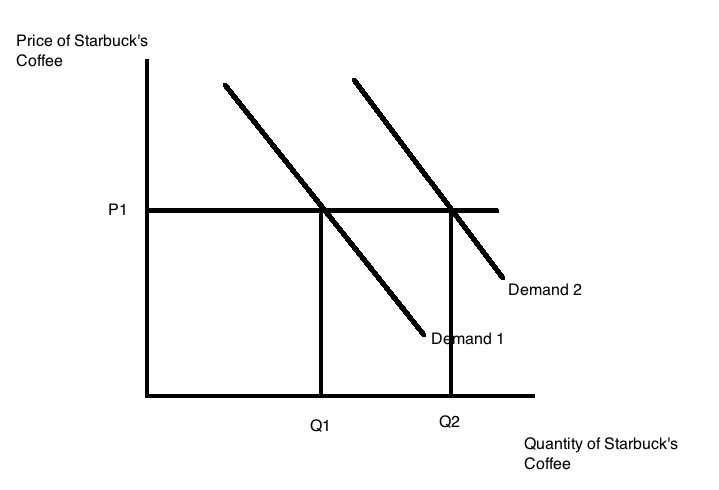 Price of Starbuck's
Coffee
P1
Demand 2
Demand 1
Q1
Q2
Quantity of Starbuck's
Coffee